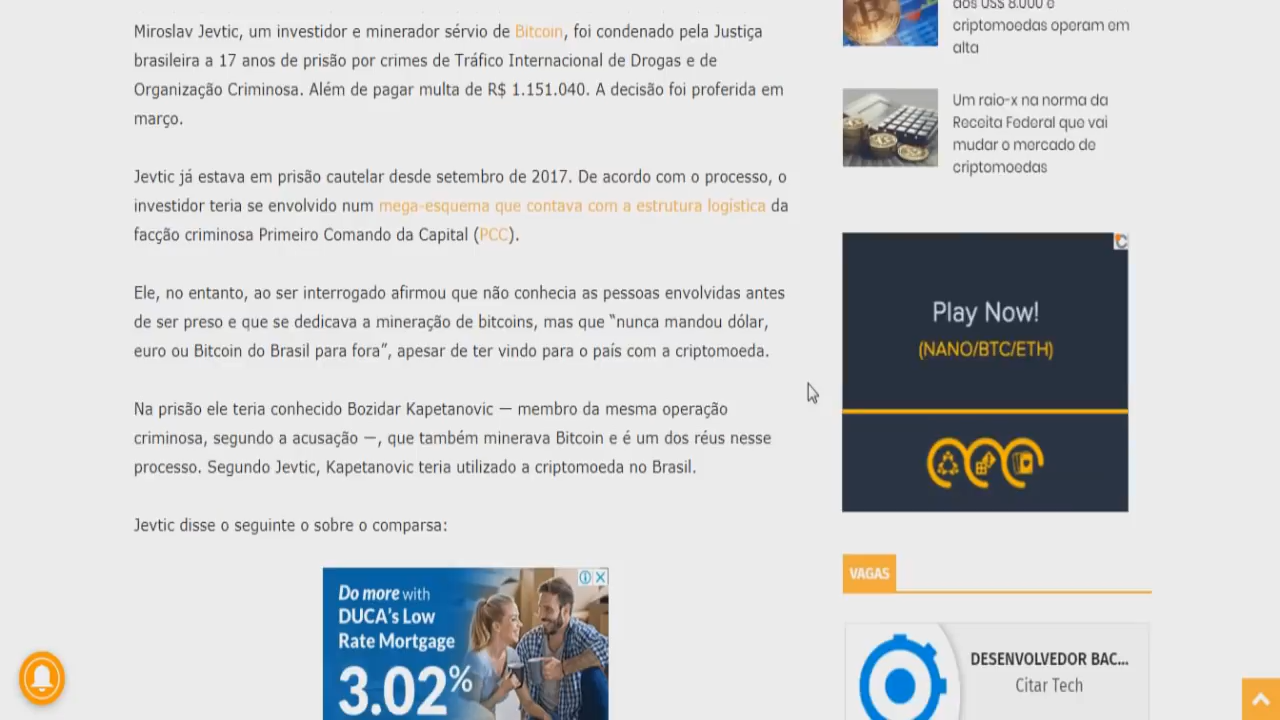 Miroslav Jevtic, um investidor e minerador sérvio de Bitcoin, foi condenado pela Justiça
brasileira a 17 anos de prisão por crimes de Tráfico Internacional de Drogas e de
Organização Criminosa. Além de pagar multa de R$ 1.151.040. A decisão foi proferida em
março.
Jevtic já estava em prisão cautelar desde setembro de 2017. De acordo com o processo, o
investidor teria se envolvido num mega-esquema que contava com a estrutura logística da
facção criminosa Primeiro Comando da Capital (PCC).
Ele, no entanto, ao ser interrogado afirmou que não conhecia as pessoas envolvidas antes
de ser preso e que se dedicava a mineração de bitcoins, mas que “nunca mandou dólar,
euro ou Bitcoin do Brasil para fora”, apesar de ter vindo para o país com a criptomoeda.
Na prisão ele teria conhecido Bozidar Kapetanovic — membro da mesma operação
criminosa, segundo a acusação —, que também minerava Bitcoin e é um dos réus nesse
processo. Segundo Jevtic, Kapetanovic teria utilizado a criptomoeda no Brasil.
Jevtic disse o seguinte o sobre o comparsa:
Do more with
DUCA's Low
Rate Mortgage
3.02%
dos US$ 8.000 e
criptomoedas operam em
alta
Um raio-x na norma da
Receita Federal que vai
mudar o mercado de
criptomoedas
Play Now!
(NANO/BTC/ETH)
VAGAS
DESENVOLVEDOR BAC...
Citar Tech